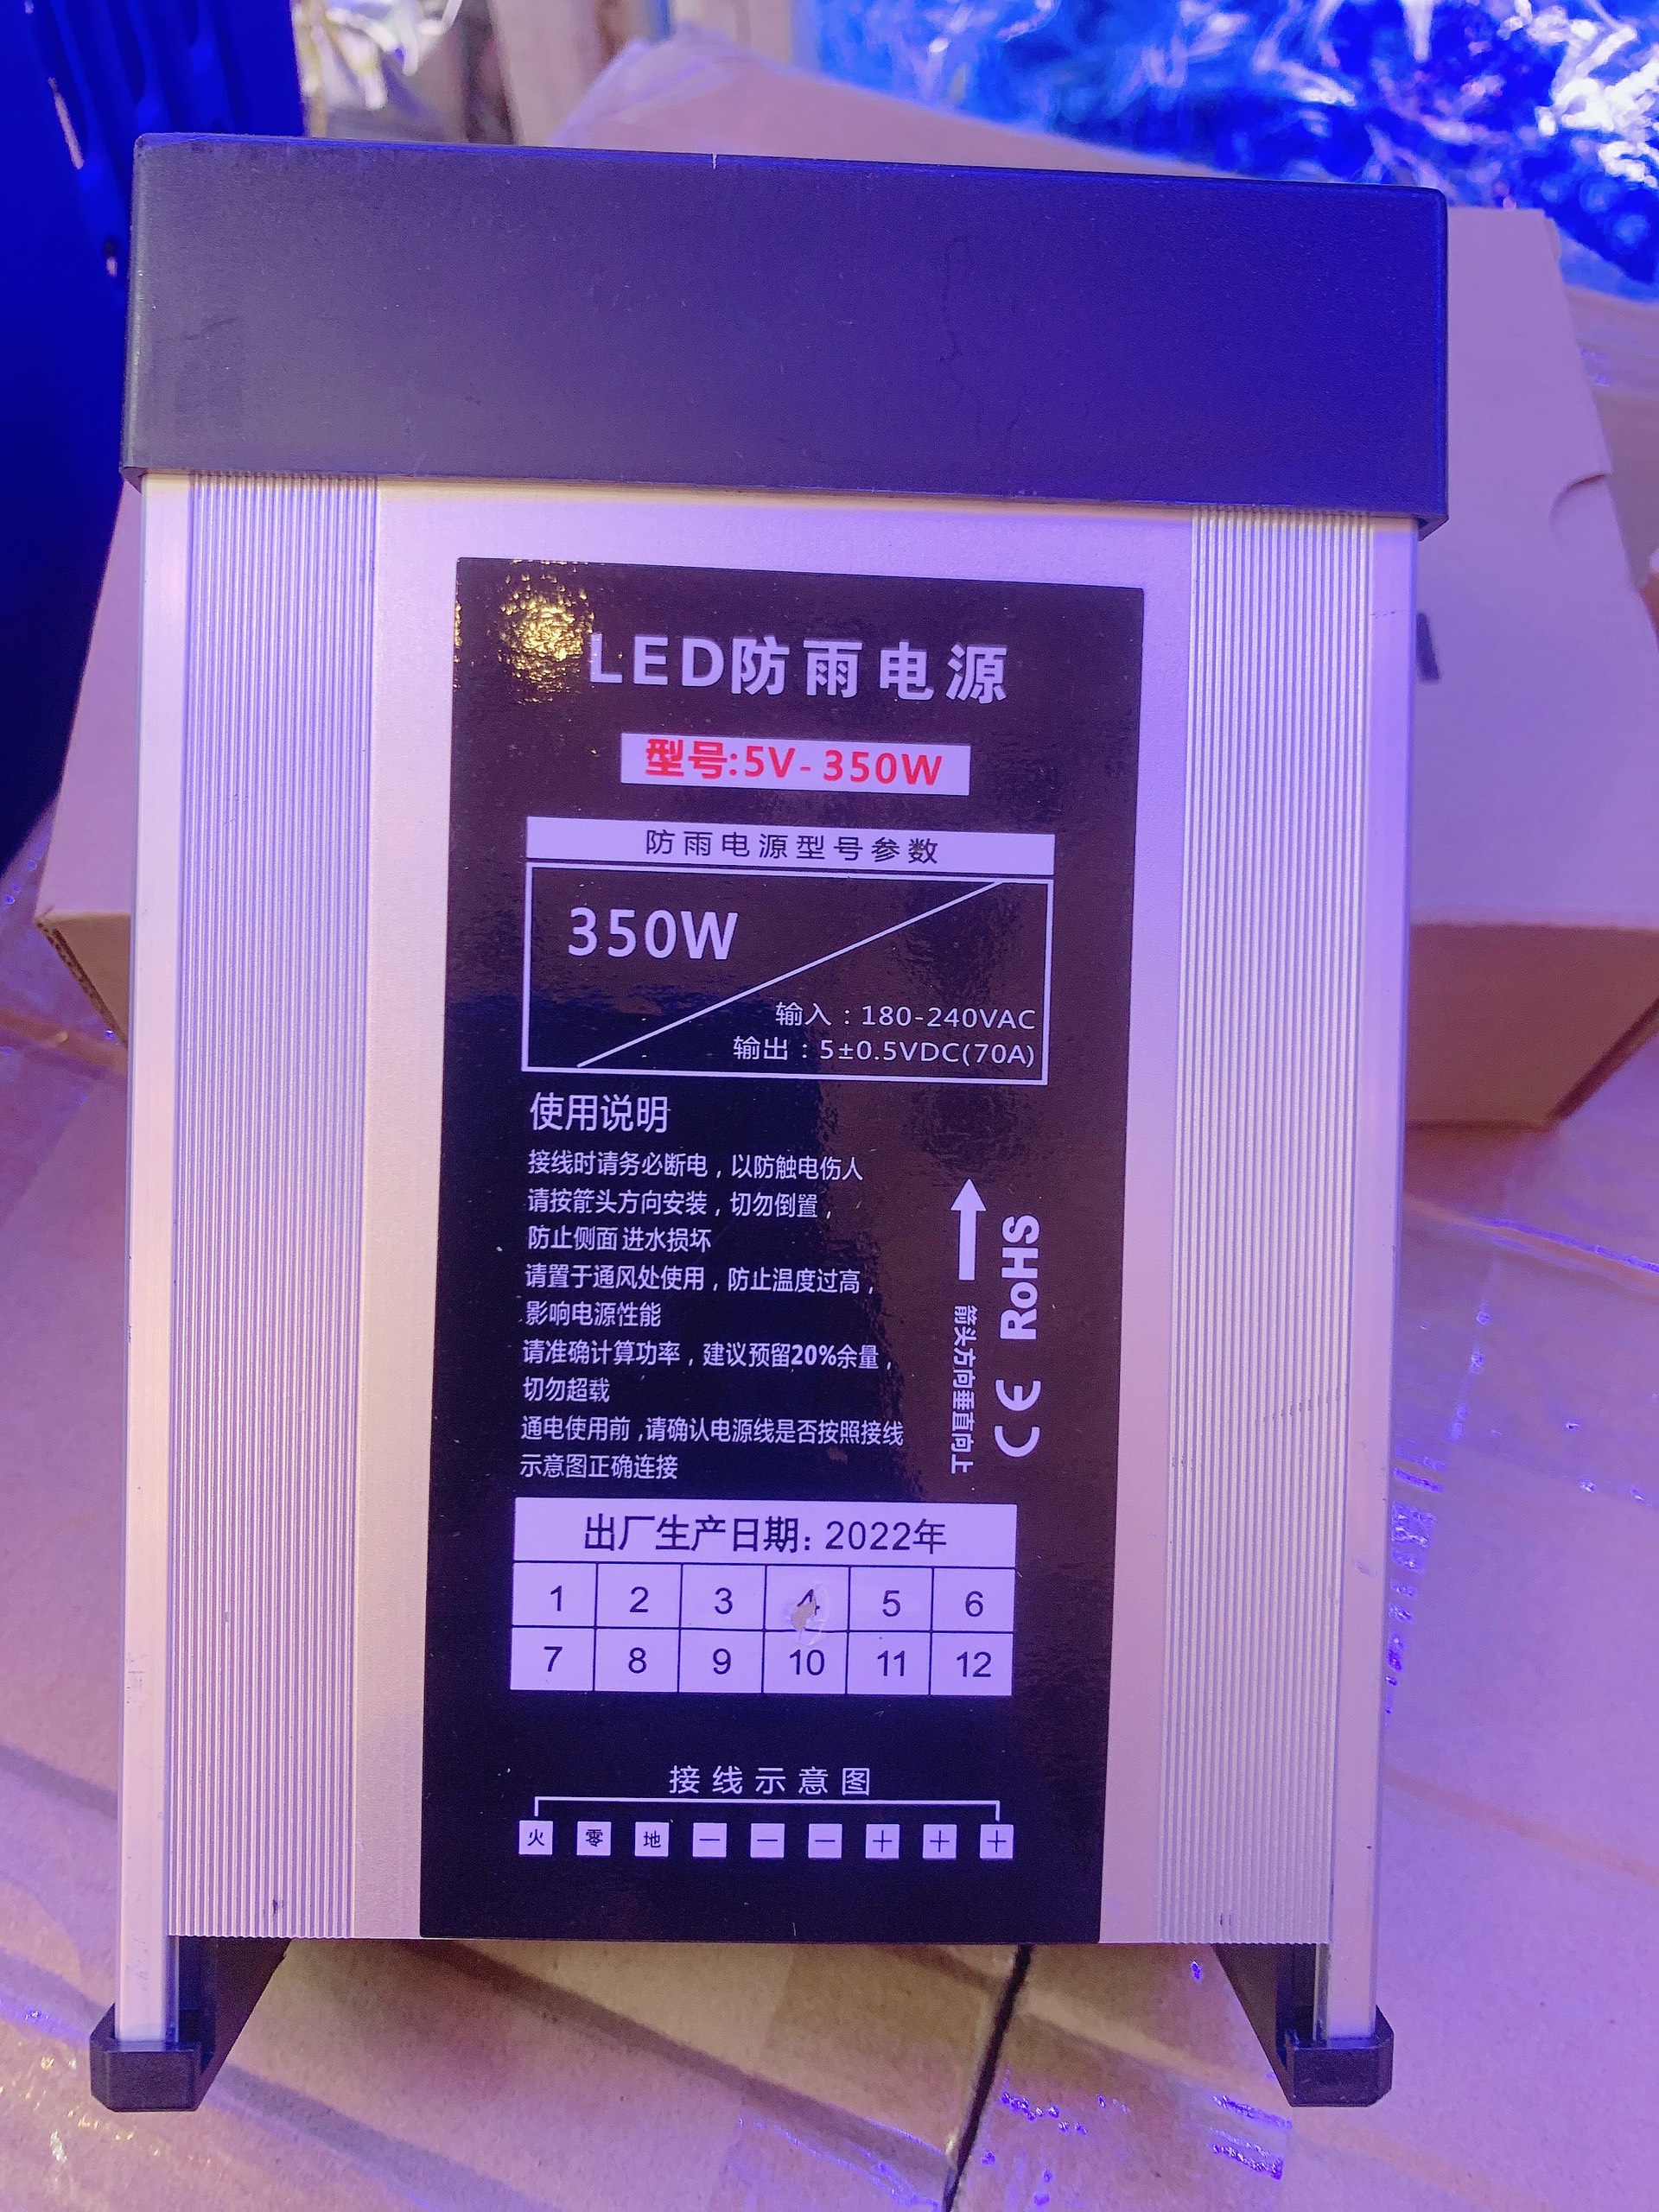 LED防雨电源
型号:5V-350W
防雨电源型号参数
350W
输入：180-240VAC
输出：5±0.5VDC(70A)
使用说明
接线时请务必断电，以防触电伤人
请按箭头方向安装，切勿倒置，
防止侧面进水损坏
请置于通风处使用，防止温度过高，
影响电源性能
请准确计算功率，建议预留20%余量，
切勿超载
通电使用前,请确认电源线是否按照接线
示意图正确连接
箭头方向垂直向上
CE RoHS
出厂生产日期: 2022年
1 2 3 4 5 6
7 8 9 10 11 12
接线示意图
火 零 地 — — — + + +